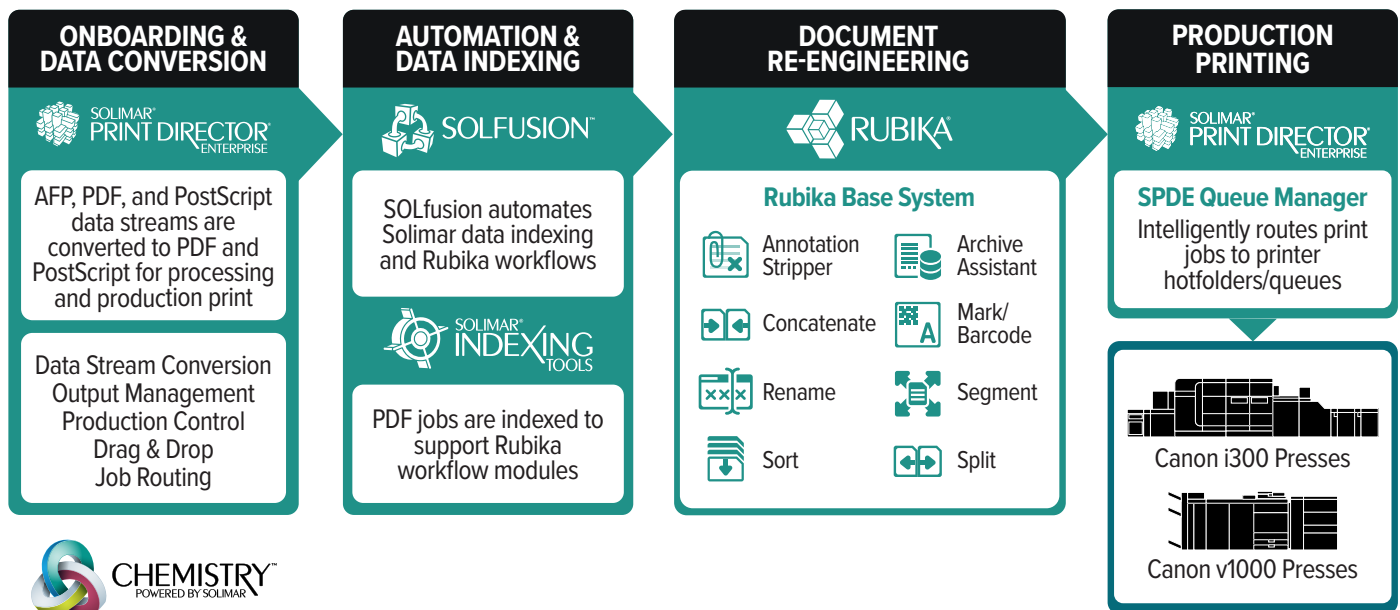 ONBOARDING &
DATA CONVERSION
SOLIMAR®
PRINT DIRECTOR®
ENTERPRISE
AFP, PDF, and PostScript
data streams are
converted to PDF and
PostScript for processing
and production print
Data Stream Conversion
Output Management
Production Control
Drag & Drop
Job Routing
AUTOMATION &
DATA INDEXING
SOLFUSION™
SOLfusion automates
Solimar data indexing
and Rubika workflows
SOLIMAR®
INDEXING
TOOLS
PDF jobs are indexed to
support Rubika
workflow modules
DOCUMENT
RE-ENGINEERING
RUBIKA®
Rubika Base System
Annotation
Stripper
Archive
Assistant
Concatenate
A
Mark/
Barcode
XXX
Rename
Segment
Sort
Split
PRODUCTION
PRINTING
SOLIMAR®
PRINT DIRECTOR®
ENTERPRISE
SPDE Queue Manager
Intelligently routes print
jobs to printer
hotfolders/queues
Canon i300 Presses
Canon v1000 Presses
CHEMISTRY™
POWERED BY SOLIMAR